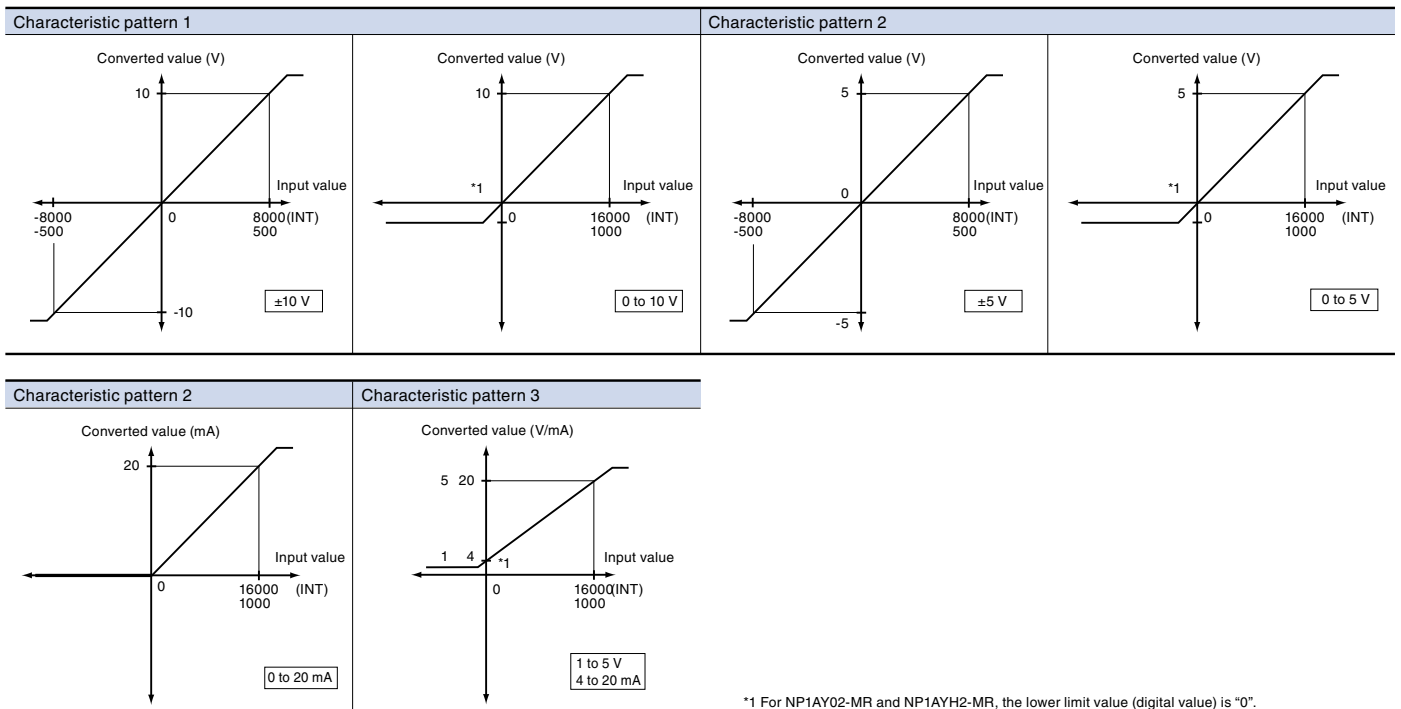 Characteristic pattern 1
Characteristic pattern 2
Converted value (V)
10
Input value
-8000
-500
0
8000(INT)
500
-10
±10 V
Converted value (V)
10
*1
Input value
0
16000
(INT)
1000
0 to 10 V
Converted value (V)
5
0
Input value
-8000
-500
8000(INT)
500
-5
±5 V
Converted value (V)
5
*1
Input value
0
16000
(INT)
1000
0 to 5 V
Characteristic pattern 2
Characteristic pattern 3
Converted value (mA)
20
Input value
0
16000
(INT)
1000
0 to 20 mA
Converted value (V/mA)
5 20
1 4
*1
Input value
0
16000(INT)
1000
1 to 5 V
4 to 20 mA
*1 For NP1AY02-MR and NP1AYH2-MR, the lower limit value (digital value) is “0”.